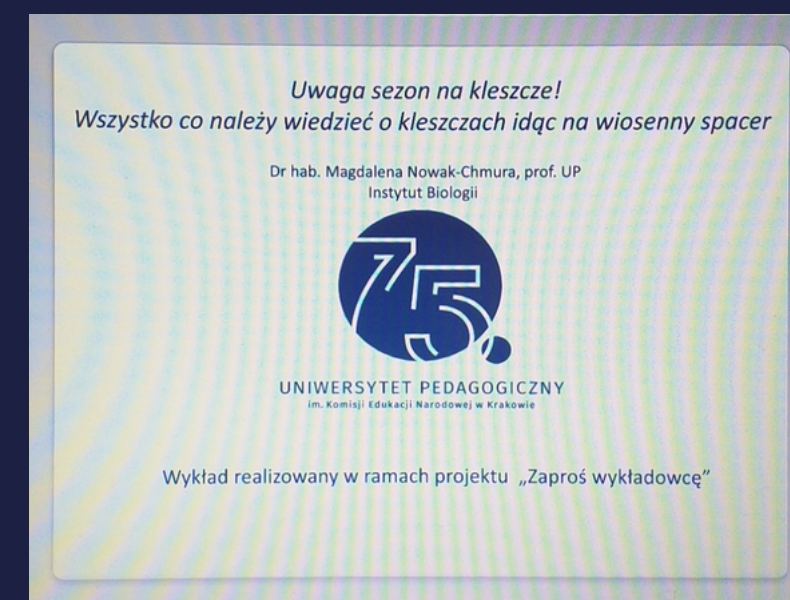 Uwaga sezon na kleszcze!
Wszystko co należy wiedzieć o kleszczach idąc na wiosenny spacer
Dr hab. Magdalena Nowak-Chmura, prof. UP
Instytut Biologii
75.
UNIWERSYTET PEDAGOGICZNY
im. Komisji Edukacji Narodowej w Krakowie
Wykład realizowany w ramach projektu „Zaproś wykładowcę”